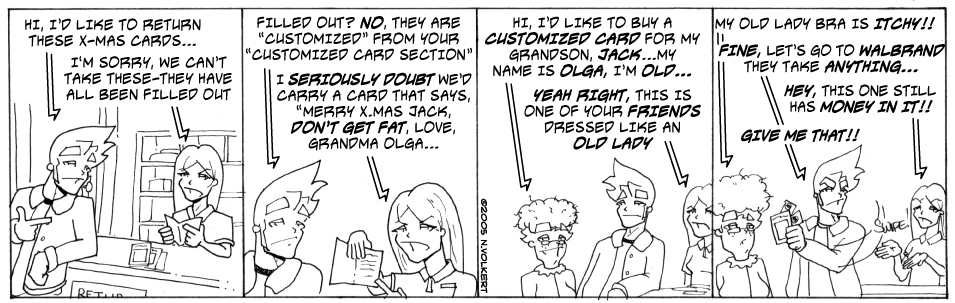 HI, I'D LIKE TO RETURN
THESE X-MAS CARDS...
I'M SORRY, WE CAN'T
TAKE THESE-THEY HAVE
ALL BEEN FILLED OUT
RETUR
FILLED OUT? NO, THEY ARE
"CUSTOMIZED" FROM YOUR
"CUSTOMIZED CARD SECTION"
I SERIOUSLY DOUBT WE'D
CARRY A CARD THAT SAYS,
"MERRY X.MAS JACK,
DON'T GET FAT, LOVE,
GRANDMA OLGA...
©2005 N.VOLKERT
HI, I'D LIKE TO BUY A
CUSTOMIZED CARD FOR MY
GRANDSON, JACK...MY
NAME IS OLGA, I'M OLD...
YEAH RIGHT, THIS IS
ONE OF YOUR FRIENDS
DRESSED LIKE AN
OLD LADY
MY OLD LADY BRA IS ITCHY!!
FINE, LET'S GO TO WALBRAND
THEY TAKE ANYTHING...
HEY, THIS ONE STILL
HAS MONEY IN IT!!
GIVE ME THAT!!
SWIPE